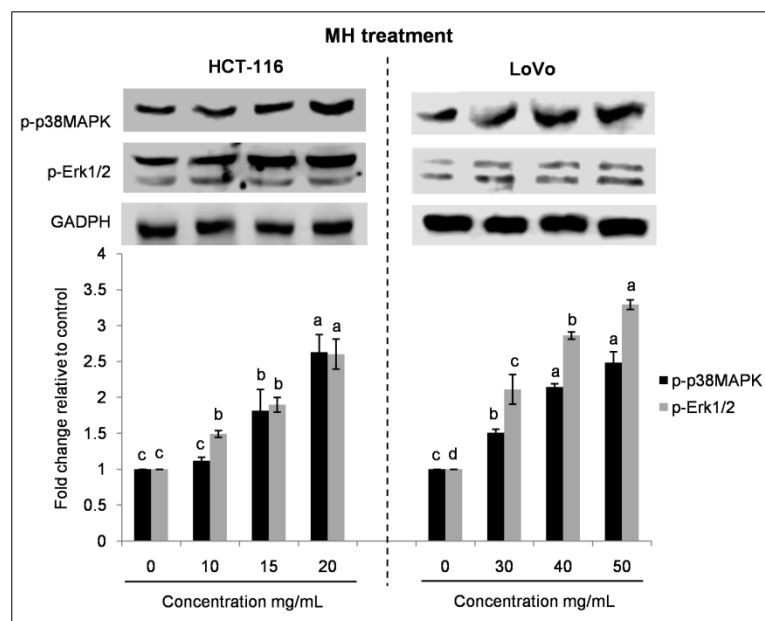 MH treatment
HCT-116
LoVo
p-p38MAPK
p-Erk1/2
GADPH
Fold change relative to control
4
3.5
3
2.5
2
1.5
1
0.5
0
c c
c b
b b
a a
c d
b c
a b
a a
0 10 15 20
0 30 40 50
Concentration mg/mL
Concentration mg/mL
p-p38MAPK
p-Erk1/2